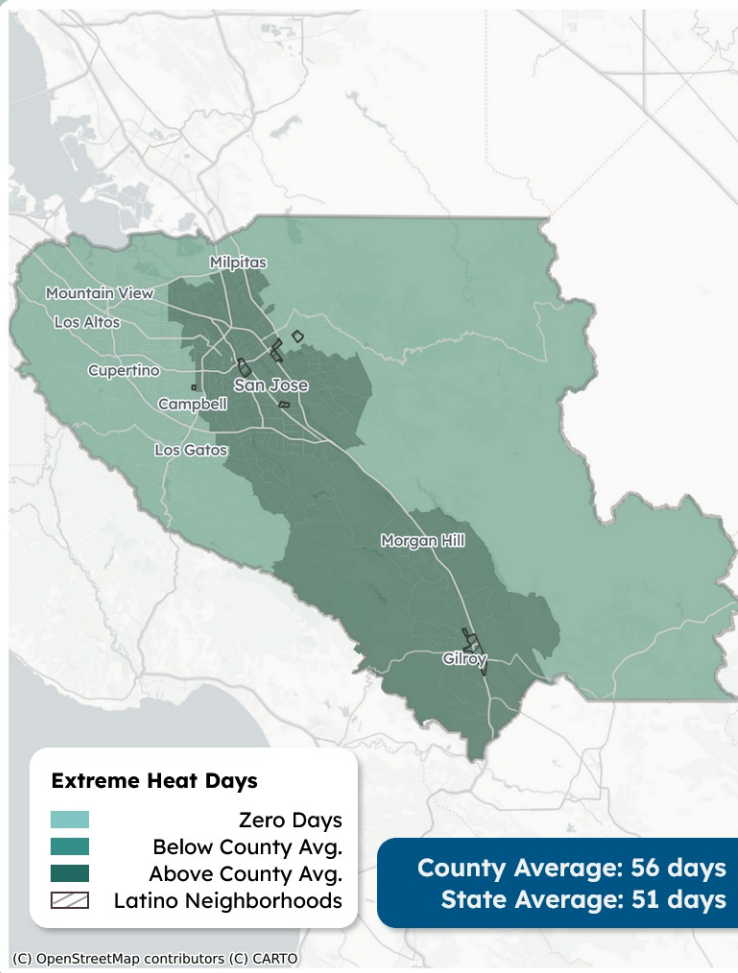 Milpitas
Mountain View
Los Altos
Cupertino
San Jose
Campbell
Los Gatos
Morgan Hill
Gilroy
Extreme Heat Days
Zero Days
Below County Avg.
Above County Avg.
Latino Neighborhoods
County Average: 56 days
State Average: 51 days
(C) OpenStreetMap contributors (C) CARTO